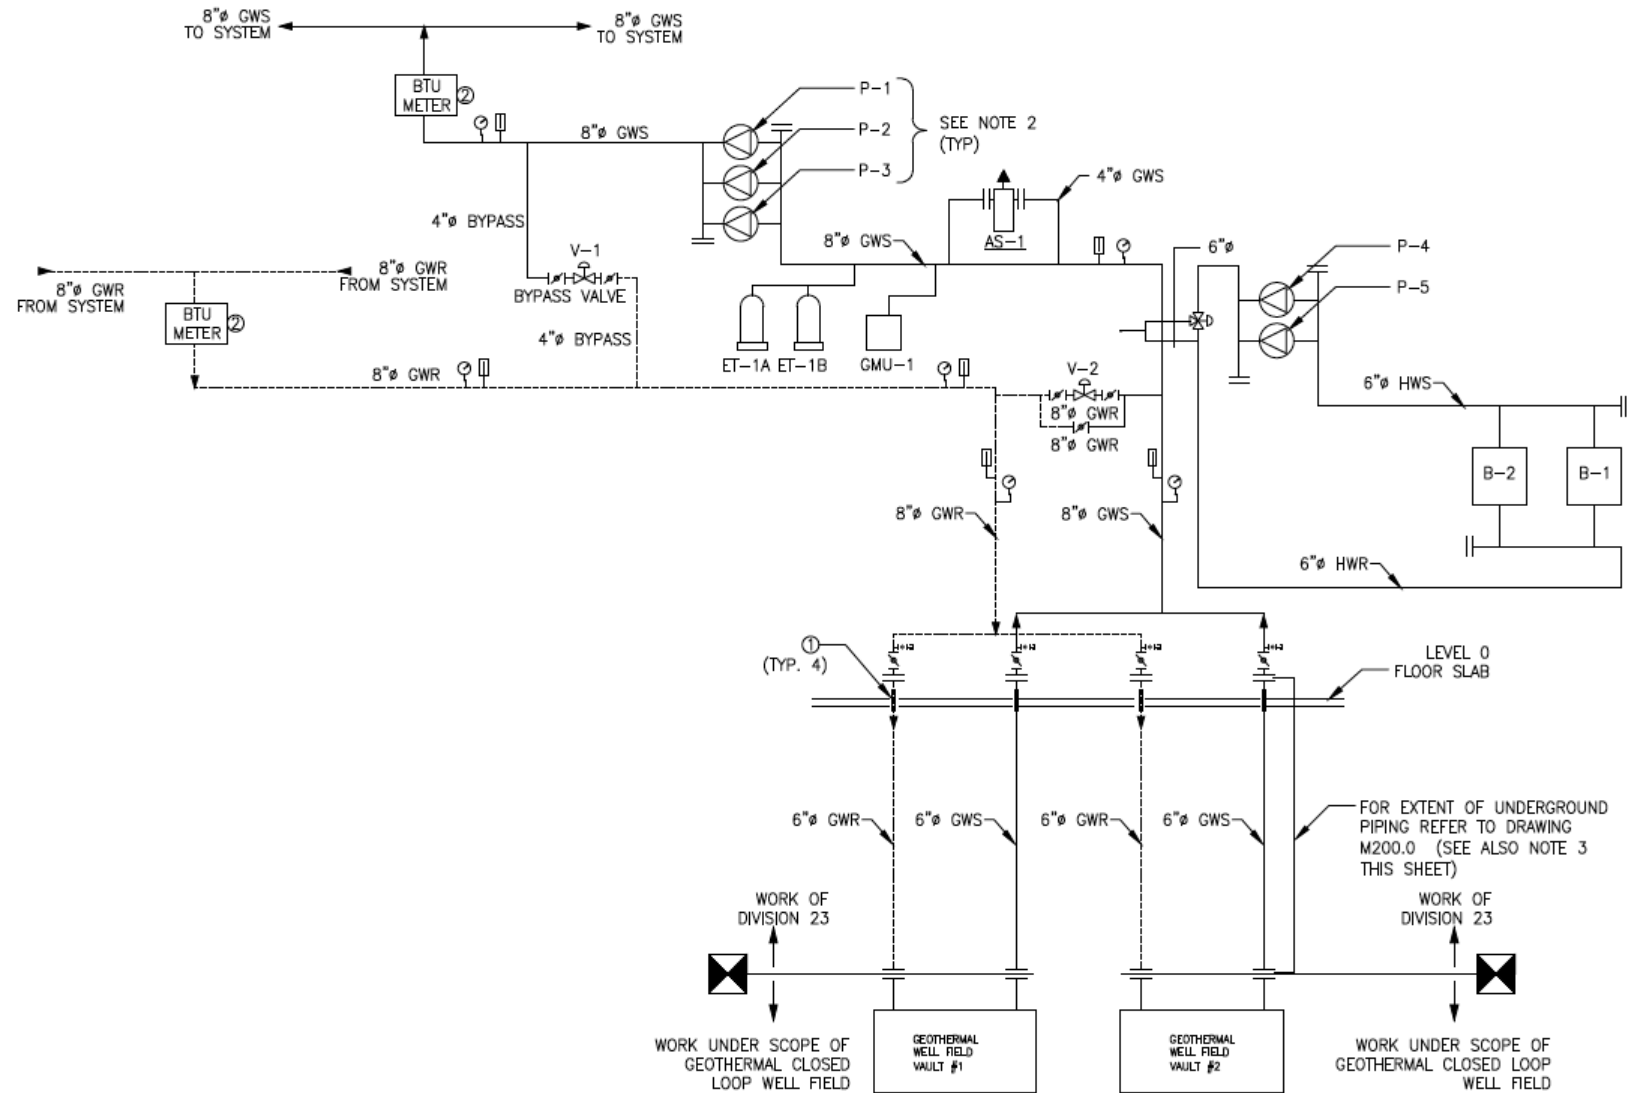 8"ø GWS
TO SYSTEM
8"ø GWS
TO SYSTEM
BTU
METER
2
P-1
P-2
P-3
SEE NOTE 2
(TYP)
8"ø GWS
4"ø GWS
4"ø BYPASS
AS-1
8"ø GWS
6"ø
P-4
P-5
V-1
BYPASS VALVE
8"ø GWR
FROM SYSTEM
8"ø GWR
FROM SYSTEM
BTU
METER
2
4"ø BYPASS
ET-1A
ET-1B
GMU-1
8"ø GWR
V-2
8"ø GWR
8"ø GWR
6"ø HWS
B-2
B-1
8"ø GWR
8"ø GWS
6"ø HWR
1
(TYP. 4)
LEVEL 0
FLOOR SLAB
6"ø GWR
6"ø GWS
6"ø GWR
6"ø GWS
FOR EXTENT OF UNDERGROUND
PIPING REFER TO DRAWING
M200.0 (SEE ALSO NOTE 3
THIS SHEET)
WORK OF
DIVISION 23
WORK OF
DIVISION 23
WORK UNDER SCOPE OF
GEOTHERMAL CLOSED
LOOP WELL FIELD
GEOTHERMAL
WELL FIELD
VAULT #1
GEOTHERMAL
WELL FIELD
VAULT #2
WORK UNDER SCOPE OF
GEOTHERMAL CLOSED LOOP
WELL FIELD